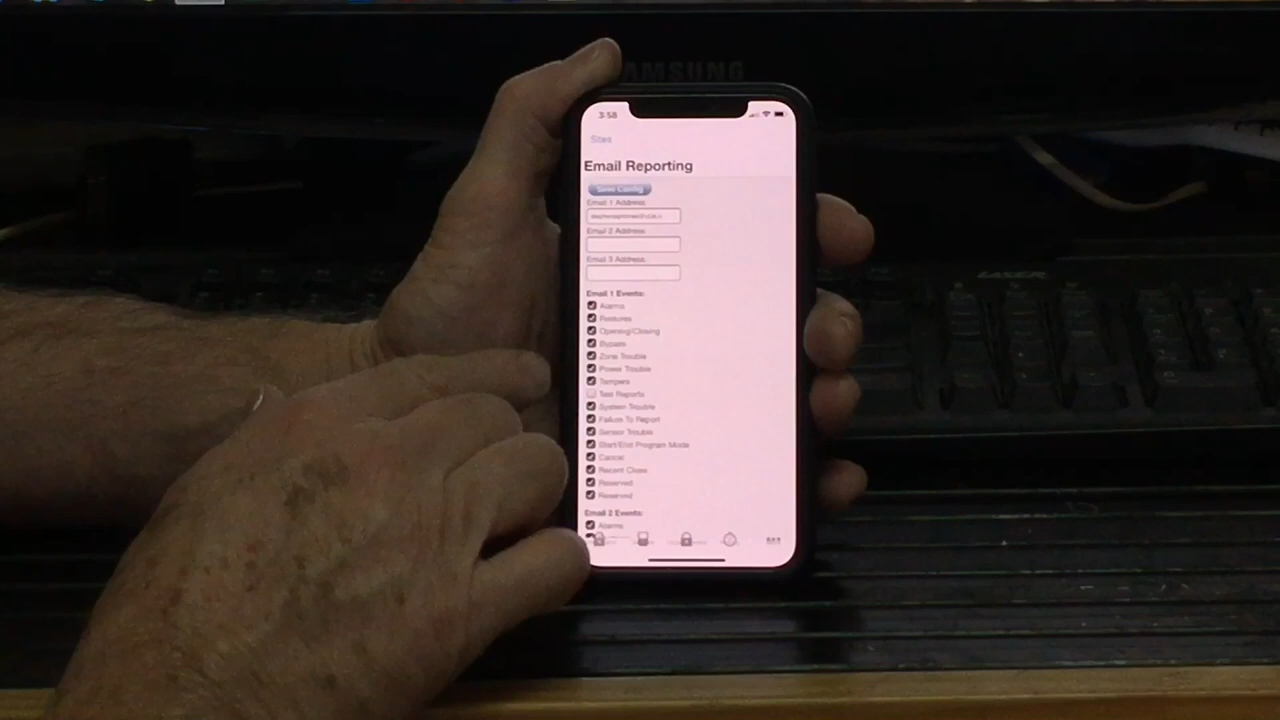 SAMSUNG
3:58
Sites
Email Reporting
Save Config
Email 1 Address:
Email 2 Address:
Email 3 Address:
LASER
Email 1 Events:
Alarms
Restores
Opening/Closing
Bypass
Zone Trouble
Power Trouble
Tampers
Test Reports
System Trouble
Failure To Report
Sensor Trouble
Start/End Program Mode
Cancel
Recent Close
Reserved
Reserved
Email 2 Events:
Alarms